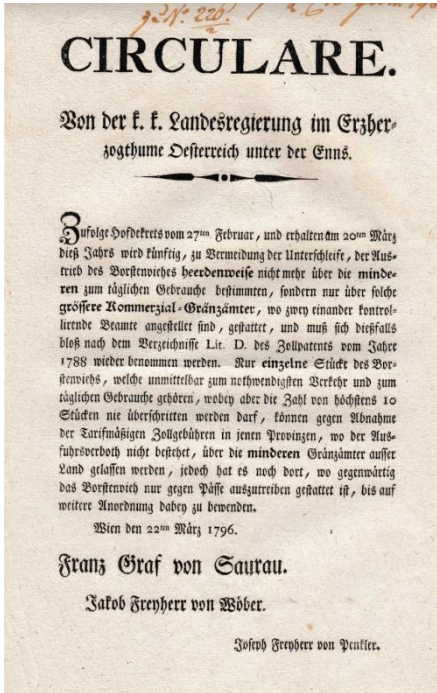 g N: 226.
2
CIRCULARE.
Von der k. k. Landesregierung im Erzher-
zogthume Oesterreich unter der Enns.
Zufolge Hofdekrets vom 27ten Februar, und erhalten am 20ten März
dieß Jahrs wird künftig, zu Vermeidung der Unterschleife, der Aus-
trieb des Borstenviehes heerdenweise nicht mehr über die minde-
ren zum täglichen Gebrauche bestimmten, sondern nur über solche
grössere Kommerzial-Gränzämter, wo zwey einander kontrol-
lirende Beamte angestellet sind, gestattet, und muß sich dießfalls
bloß nach dem Verzeichnisse Lit. D. des Zollpatents vom Jahre
1788 wieder benommen werden. Nur einzelne Stücke des Bor-
stenviehs, welche unmittelbar zum nothwendigsten Verkehr und zum
täglichen Gebrauche gehören, wobey aber die Zahl von höchstens 10
Stücken nie überschritten werden darf, können gegen Abnahme
der Tarifmäßigen Zollgebühren in jenen Provinzen, wo der Aus-
fuhrsverboth nicht bestehet, über die minderen Gränzämter ausser
Land gelassen werden, jedoch hat es noch dort, wo gegenwärtig
das Borstenvieh nur gegen Pässe auszutreiben gestattet ist, bis auf
weitere Anordnung dabey zu bewenden.
Wien den 22ten März 1796.
Franz Graf von Saurau.
Jakob Freyherr von Wöber.
Joseph Freyherr von Penkler.